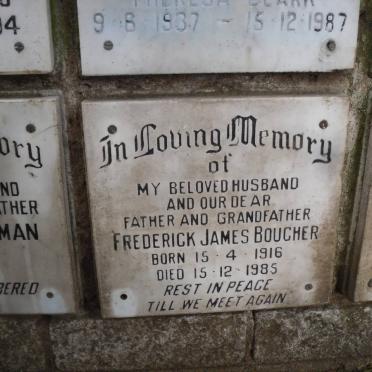 9-8-1937 - 15-12-1987
In Loving Memory
of
MY BELOVED HUSBAND
AND OUR DEAR
FATHER AND GRANDFATHER
FREDERICK JAMES BOUCHER
BORN 15-4-1916
DIED 15-12-1985
REST IN PEACE
TILL WE MEET AGAIN